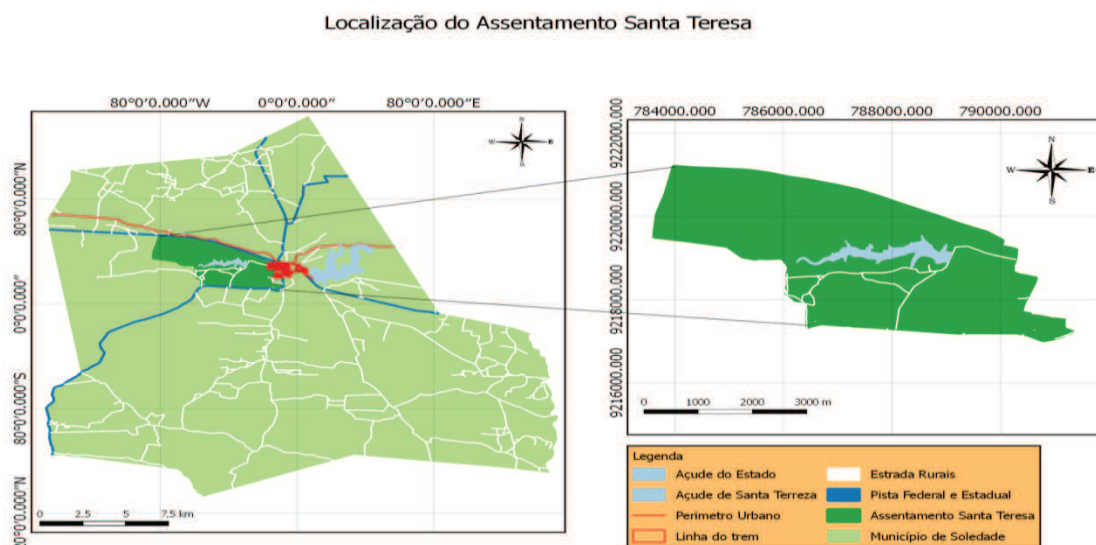 Localização do Assentamento Santa Teresa
80°0'0.000"W 0°0'0.000" 80°0'0.000"E
80°0'0.000"N
0°0'0.000"
80°0'0.000"S
0°0'0.000"N
N
W E
S
0 2.5 5 7.5 km
784000.000 786000.000 788000.000 790000.000
9222000.000
9220000.000
9218000.000
9216000.000
N
W E
S
0 1000 2000 3000 m
Legenda
Açude do Estado
Açude de Santa Terreza
Perimetro Urbano
Linha do trem
Estrada Rurais
Pista Federal e Estadual
Assentamento Santa Teresa
Município de Soledade